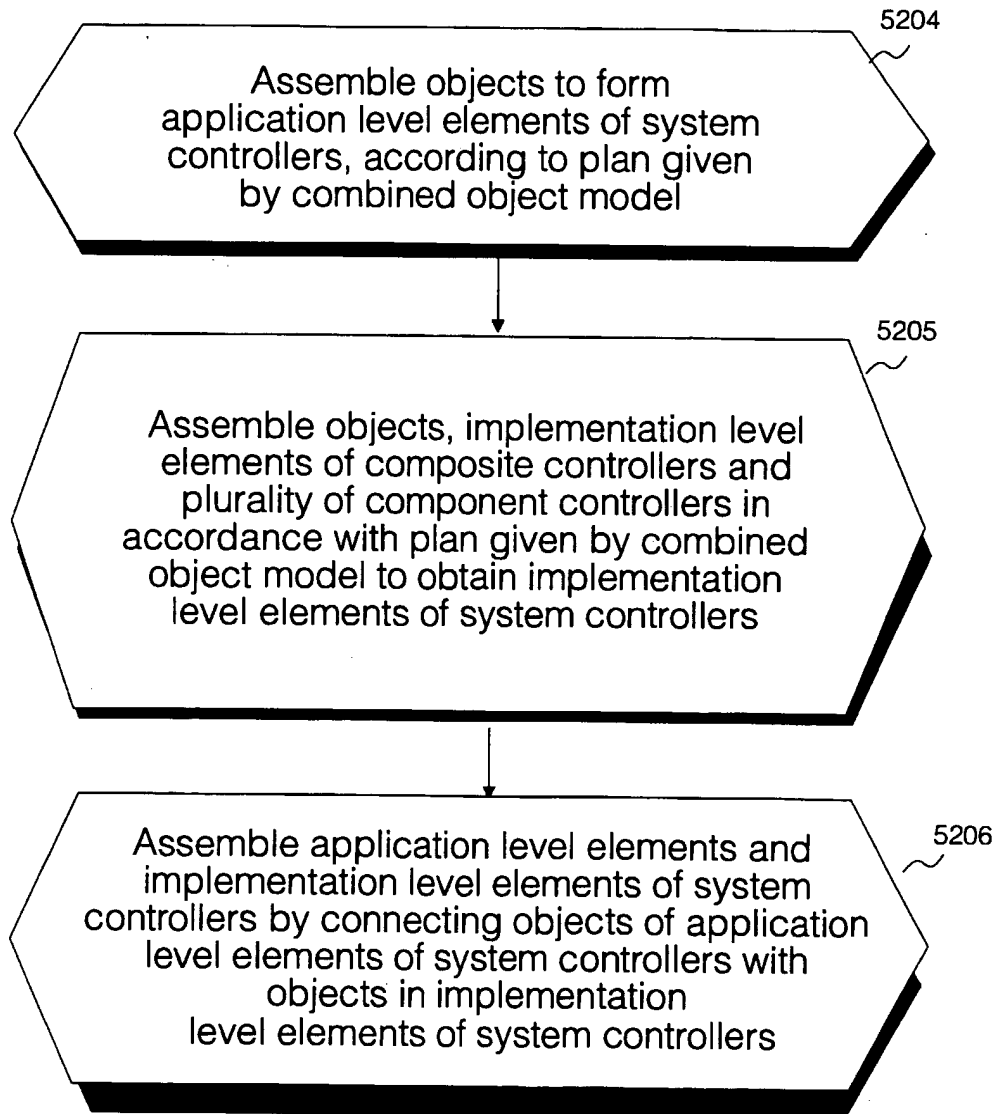 5204
Assemble objects to form
application level elements of system
controllers, according to plan given
by combined object model
5205
Assemble objects, implementation level
elements of composite controllers and
plurality of component controllers in
accordance with plan given by combined
object model to obtain implementation
level elements of system controllers
5206
Assemble application level elements and
implementation level elements of system
controllers by connecting objects of application
level elements of system controllers with
objects in implementation
level elements of system controllers